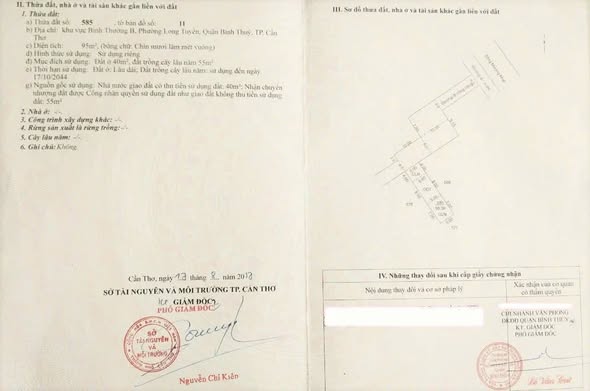 II. Thửa đất, nhà ở và tài sản khác gắn liền với đất
1. Thửa đất:
a) Thửa đất số: 585 , tờ bản đồ số: 11
b) Địa chỉ: khu vực Bình Thường B, Phường Long Tuyền, Quận Bình Thuỷ, TP. Cần
Thơ
c) Diện tích: 95m², (bằng chữ: Chín mươi lăm mét vuông)
d) Hình thức sử dụng: Sử dụng riêng
đ) Mục đích sử dụng: Đất ở 40m², đất trồng cây lâu năm 55m²
e) Thời hạn sử dụng: Đất ở: Lâu dài; Đất trồng cây lâu năm: sử dụng đến ngày
17/10/2044
g) Nguồn gốc sử dụng: Nhà nước giao đất có thu tiền sử dụng đất: 40m²; Nhận chuyển
nhượng đất được Công nhận quyền sử dụng đất như giao đất không thu tiền sử dụng
đất: 55m²
2. Nhà ở: -/-.
3. Công trình xây dựng khác: -/-.
4. Rừng sản xuất là rừng trồng: -/-.
5. Cây lâu năm: -/-.
6. Ghi chú: Không.
Cần Thơ, ngày 13 tháng 8 năm
SỞ TÀI NGUYÊN VÀ MÔI TRƯỜNG TP. CẦN THƠ
GIÁM ĐỐC
PHÓ GIÁM ĐỐC
SỞ
TÀI NGUYÊN
VÀ
MÔI TRƯỜNG
Nguyễn Chí Kiên
III. Sơ đồ thửa đất, nhà ở và tài sản khác gắn liền với đất
IV. Những thay đổi sau khi cấp giấy chứng nhận
Nội dung thay đổi và cơ sở pháp lý
Xác nhận của cơ quan
có thẩm quyền
CHI NHÁNH VĂN PHÒNG
ĐKĐĐ QUẬN BÌNH THỦY
KT. GIÁM ĐỐC
PHÓ GIÁM ĐỐC